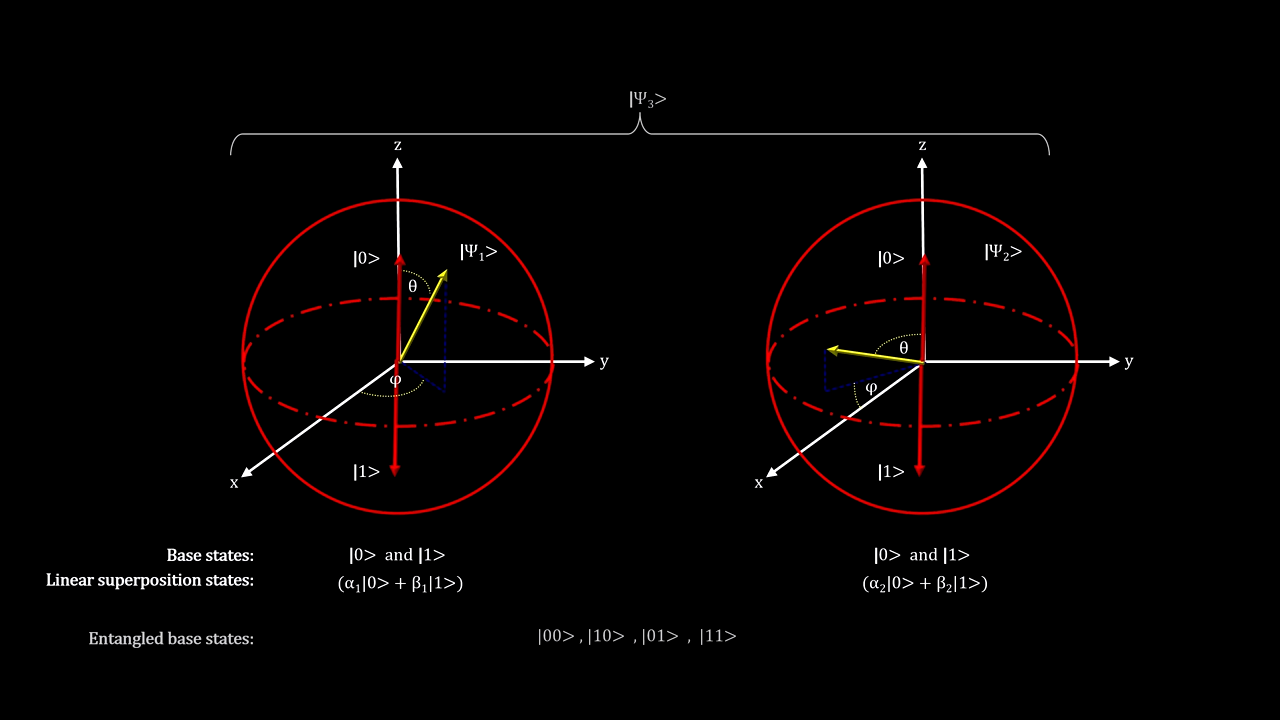 |Ψ₃>
z z
|0> |Ψ₁> |0> |Ψ₂>
θ θ
y y
φ φ
|1> |1>
x x
Base states: |0> and |1> |0> and |1>
Linear superposition states: (α₁|0> + β₁|1>) (α₂|0> + β₂|1>)
Entangled base states: |00> , |10> , |01> , |11>